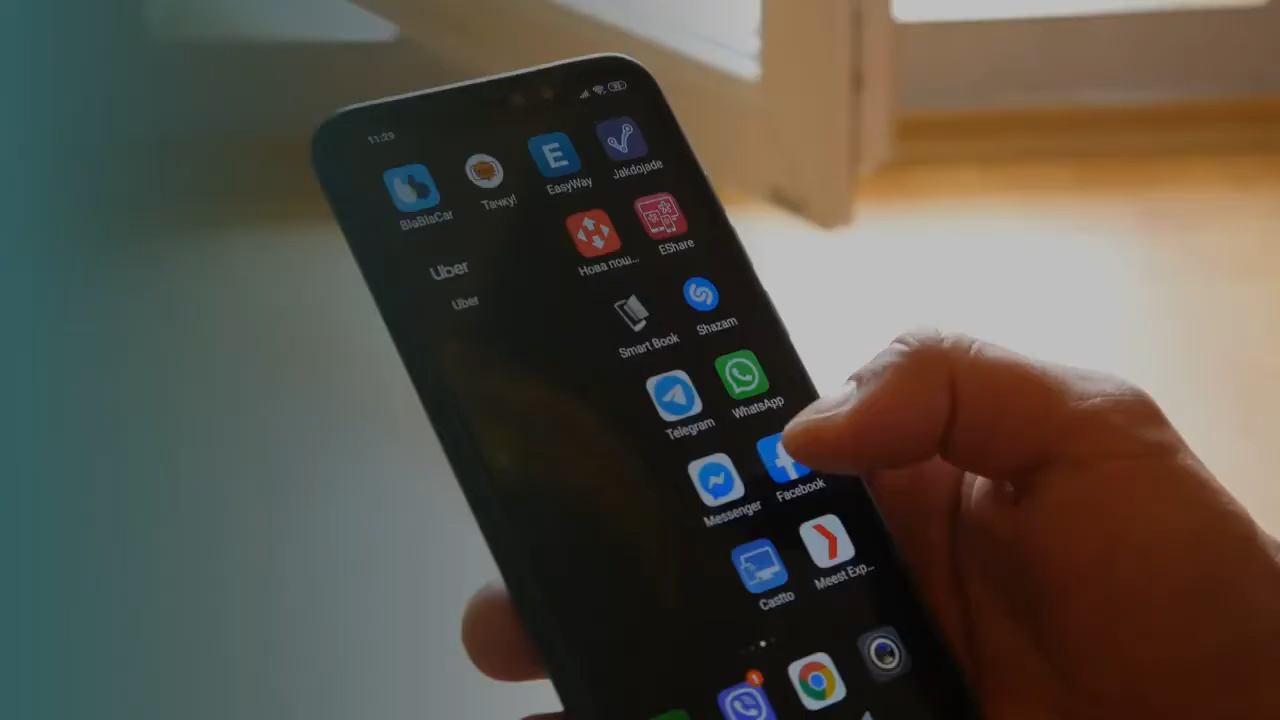 11:29
BlaBlaCar
Тачку!
EasyWay
Jakdojade
Uber
Uber
Нова пош...
EShare
Smart Book
Shazam
Telegram
WhatsApp
Messenger
Facebook
Castto
Meest Exp...
1